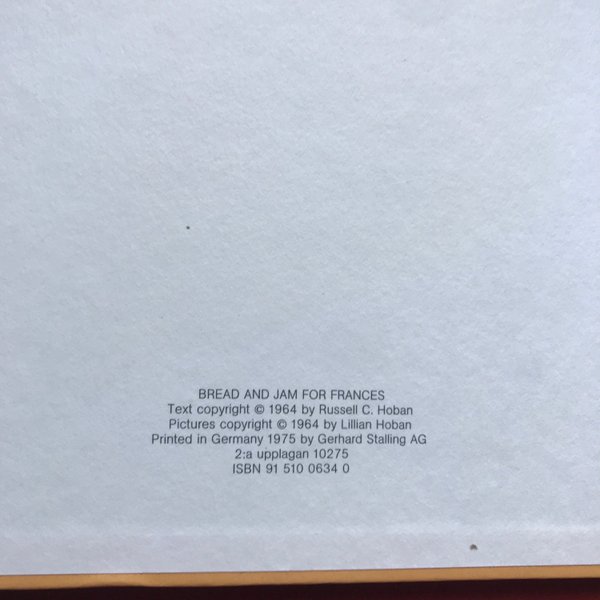 BREAD AND JAM FOR FRANCES
Text copyright © 1964 by Russell C. Hoban
Pictures copyright © 1964 by Lillian Hoban
Printed in Germany 1975 by Gerhard Stalling AG
2:a upplagan 10275
ISBN 91 510 0634 0